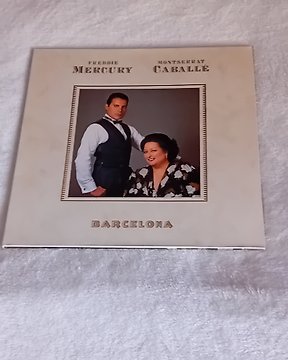 FREDDIE MONTSERRAT
MERCURY CABALLÉ
BARCELONA